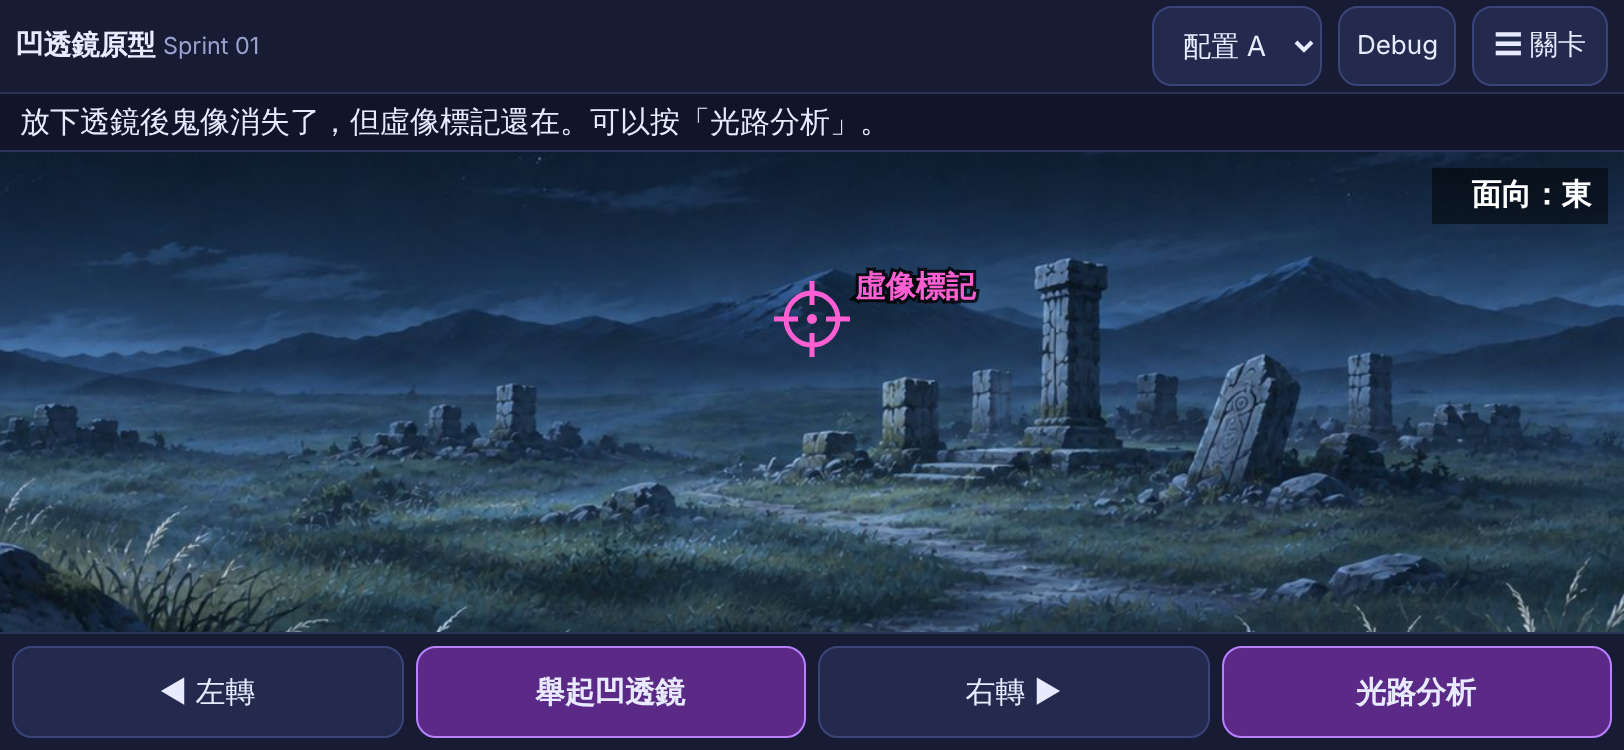 凹透鏡原型 Sprint 01
配置 A
Debug
☰ 關卡
放下透鏡後鬼像消失了，但虛像標記還在。可以按「光路分析」。
面向：東
虛像標記
◀ 左轉
舉起凹透鏡
右轉 ▶
光路分析